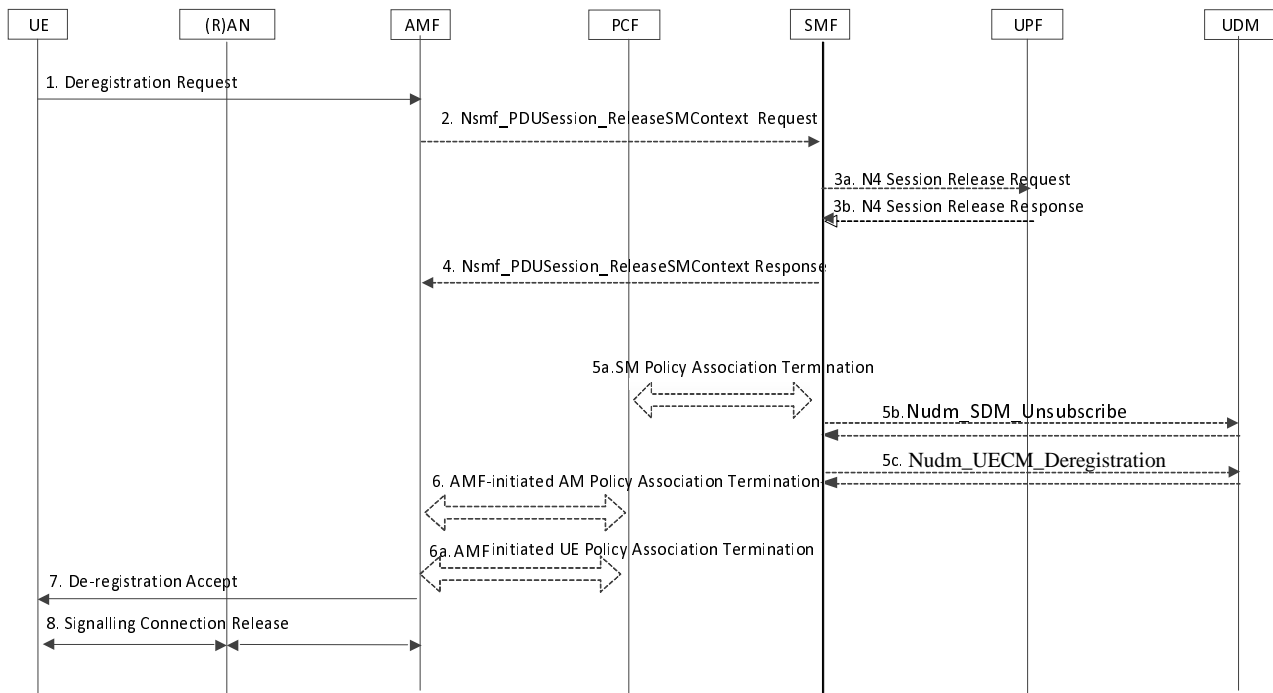 UE (R)AN AMF PCF SMF UPF UDM
1. Deregistration Request
2. Nsmf_PDUSession_ReleaseSMContext Request
3a. N4 Session Release Request
3b. N4 Session Release Response
4. Nsmf_PDUSession_ReleaseSMContext Response
5a.SM Policy Association Termination
5b. Nudm_SDM_Unsubscribe
5c. Nudm_UECM_Deregistration
6. AMF-initiated AM Policy Association Termination
6a. AMF initiated UE Policy Association Termination
7. De-registration Accept
8. Signalling Connection Release